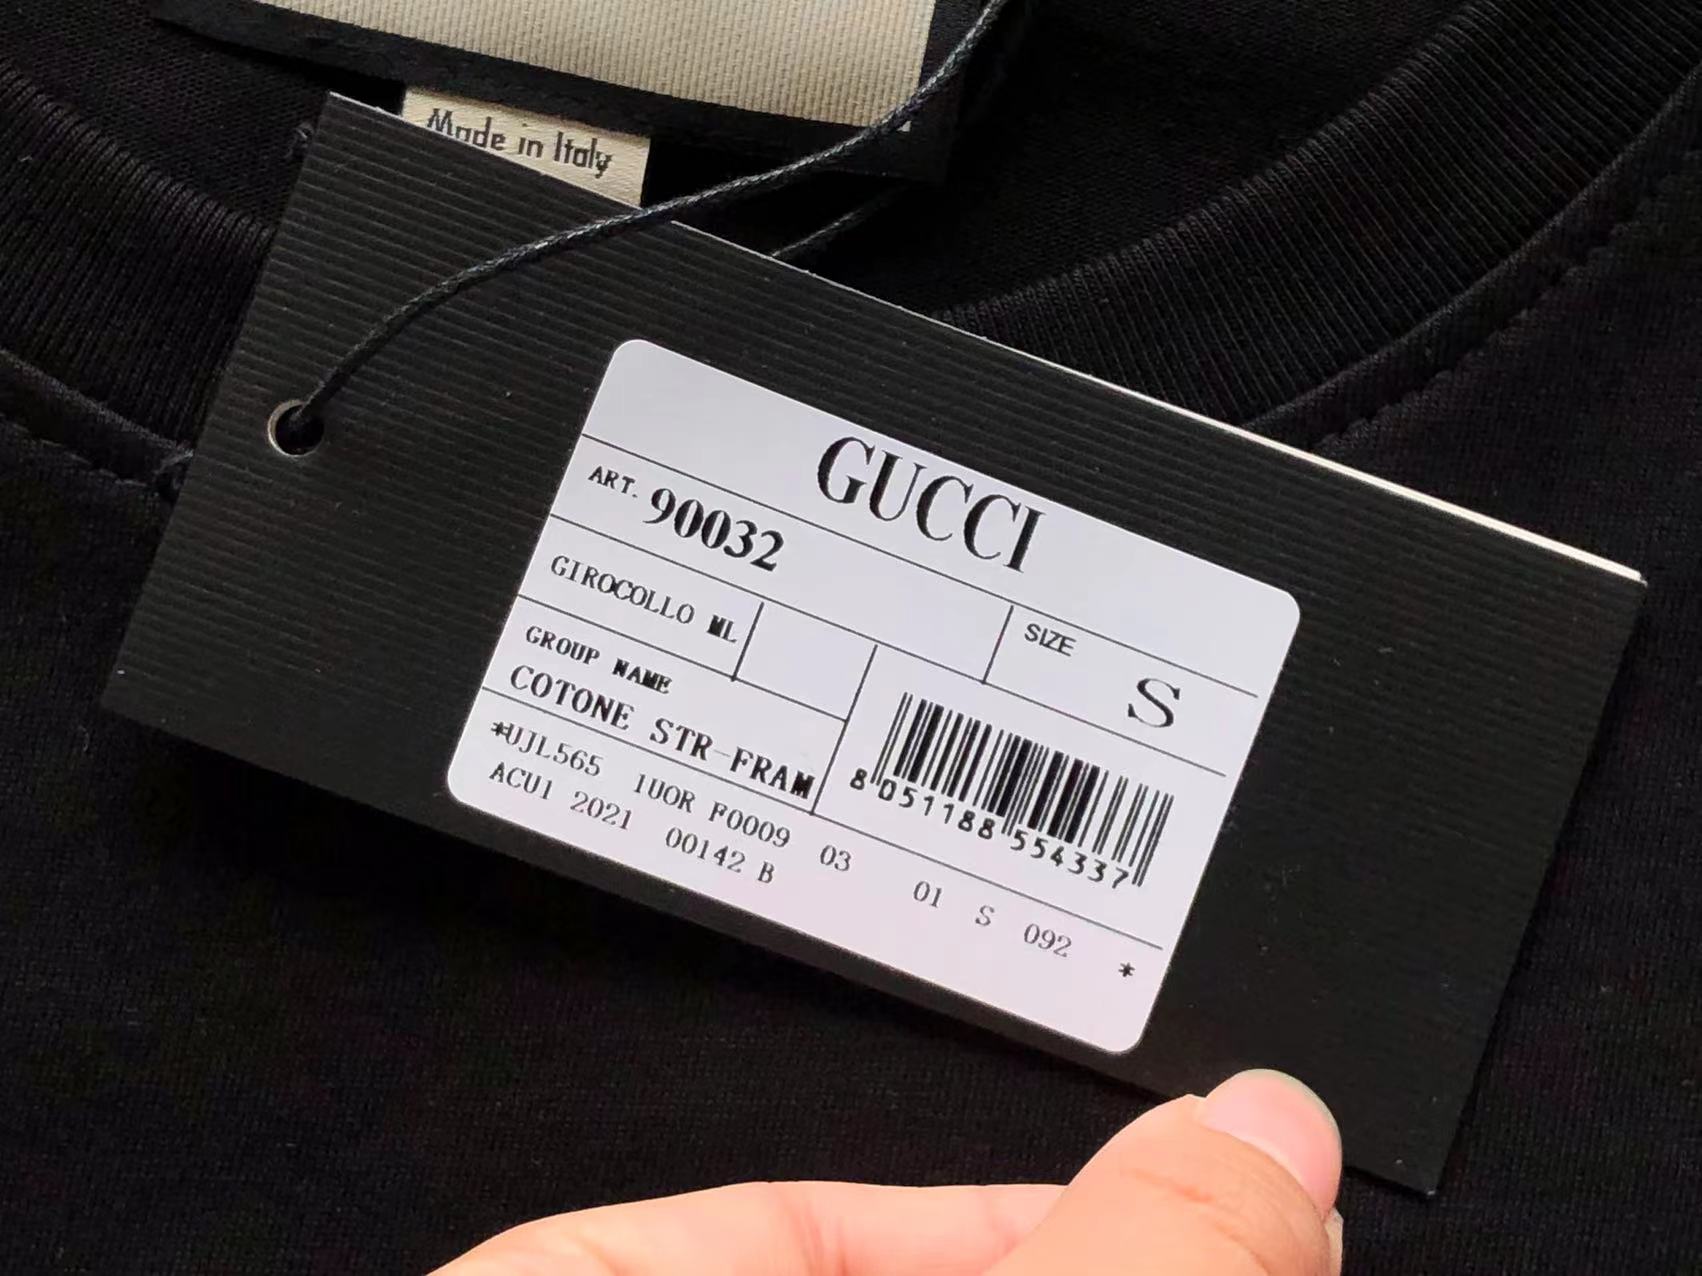 Made in Italy
GUCCI
ART. 90032
SIZE
S
GIROCOLLO ML
GROUP NAME
COTONE STR-FRAM
8 051188 554337
*UJL565 1UOR F0009 03 01 S 092 *
ACU1 2021 00142 B